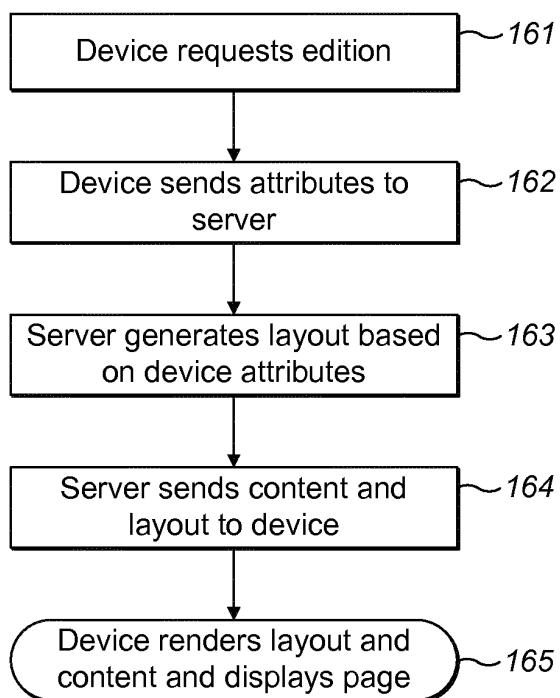 Device requests edition
161
Device sends attributes to
server
162
Server generates layout based
on device attributes
163
Server sends content and
layout to device
164
Device renders layout and
content and displays page
165